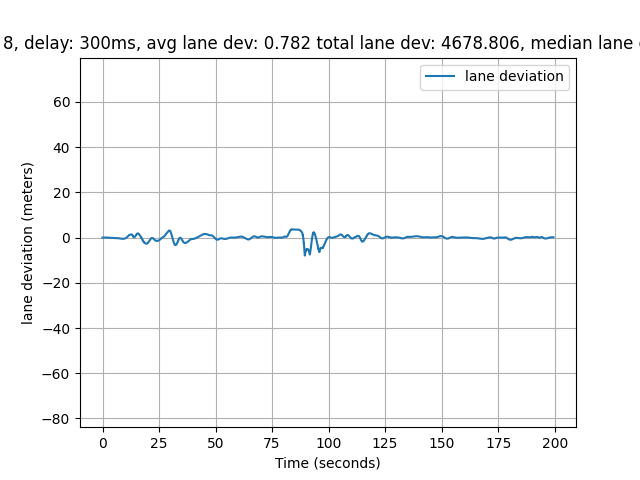 8, delay: 300ms, avg lane dev: 0.782 total lane dev: 4678.806, median lane
lane deviation
60
40
20
0
−20
−40
−60
−80
lane deviation (meters)
0 25 50 75 100 125 150 175 200
Time (seconds)